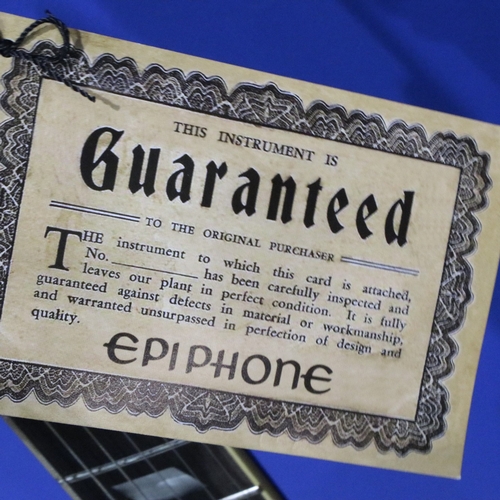 THIS INSTRUMENT IS
Guaranteed
TO THE ORIGINAL PURCHASER
THE instrument to which this card is attached,
No. __________ has been carefully inspected and
leaves our plant in perfect condition. It is fully
guaranteed against defects in material or workmanship,
and warranted unsurpassed in perfection of design and
quality.
EPIPHONE